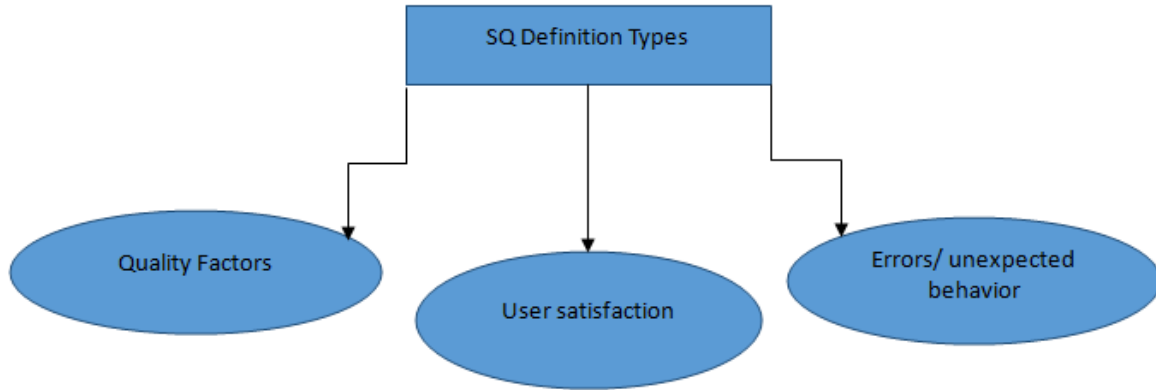 SQ Definition Types
Quality Factors
User satisfaction
Errors/ unexpected
behavior